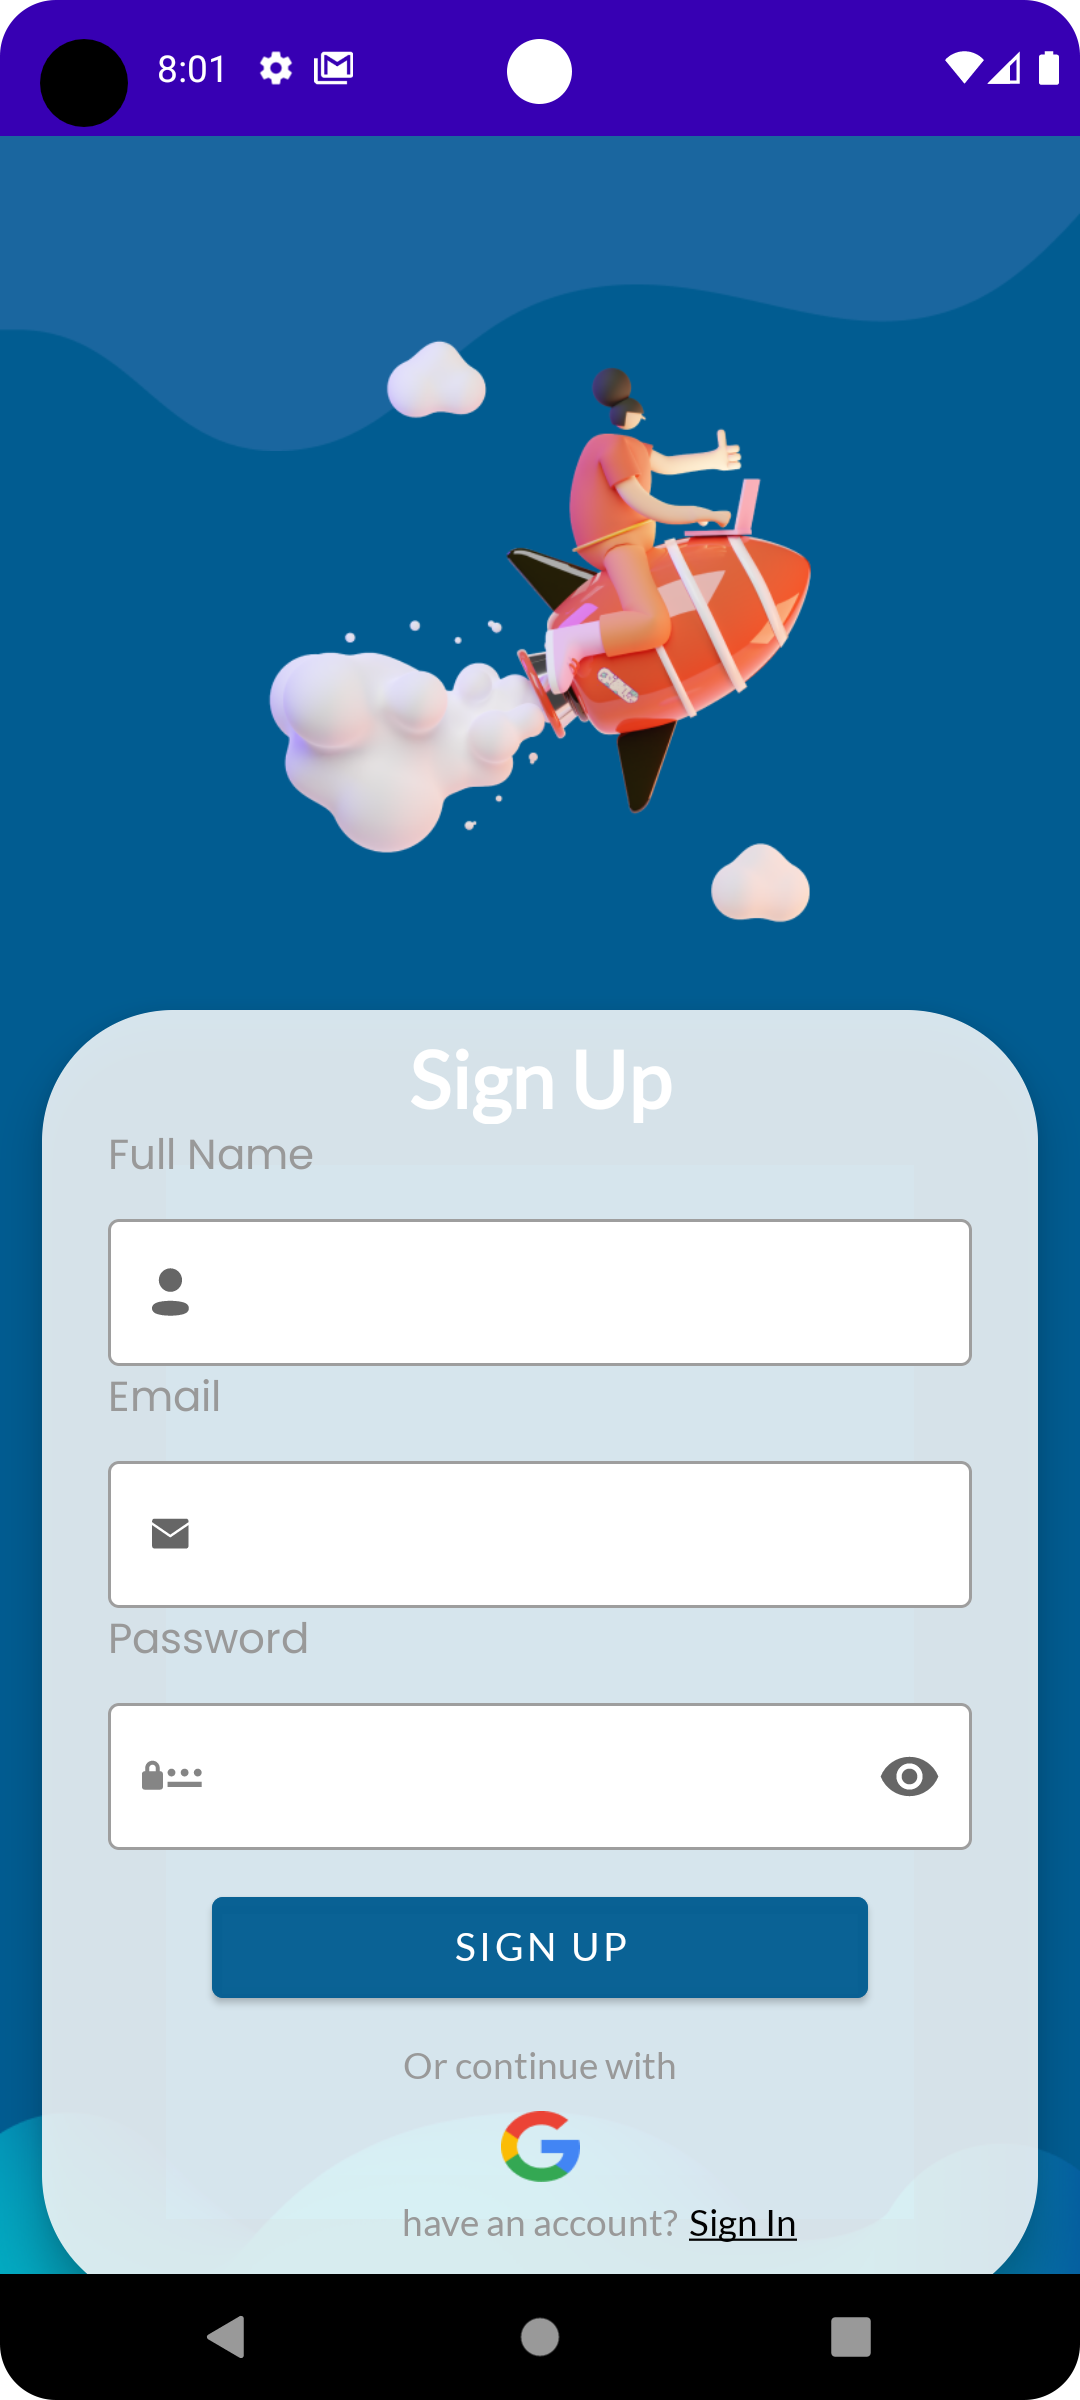 8:01
Sign Up
Full Name
Email
Password
SIGN UP
Or continue with
have an account? Sign In